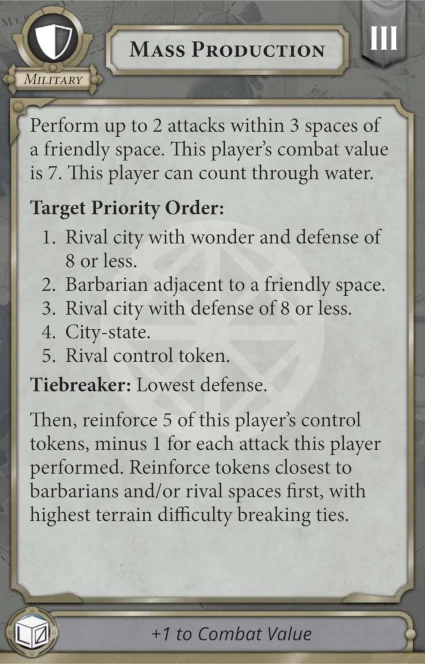 MASS PRODUCTION
III
MILITARY
Perform up to 2 attacks within 3 spaces of
a friendly space. This player's combat value
is 7. This player can count through water.
Target Priority Order:
1. Rival city with wonder and defense of
8 or less.
2. Barbarian adjacent to a friendly space.
3. Rival city with defense of 8 or less.
4. City-state.
5. Rival control token.
Tiebreaker: Lowest defense.
Then, reinforce 5 of this player's control
tokens, minus 1 for each attack this player
performed. Reinforce tokens closest to
barbarians and/or rival spaces first, with
highest terrain difficulty breaking ties.
+1 to Combat Value